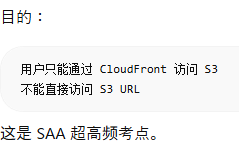 目的：
用户只能通过 CloudFront 访问 S3
不能直接访问 S3 URL
这是 SAA 超高频考点。